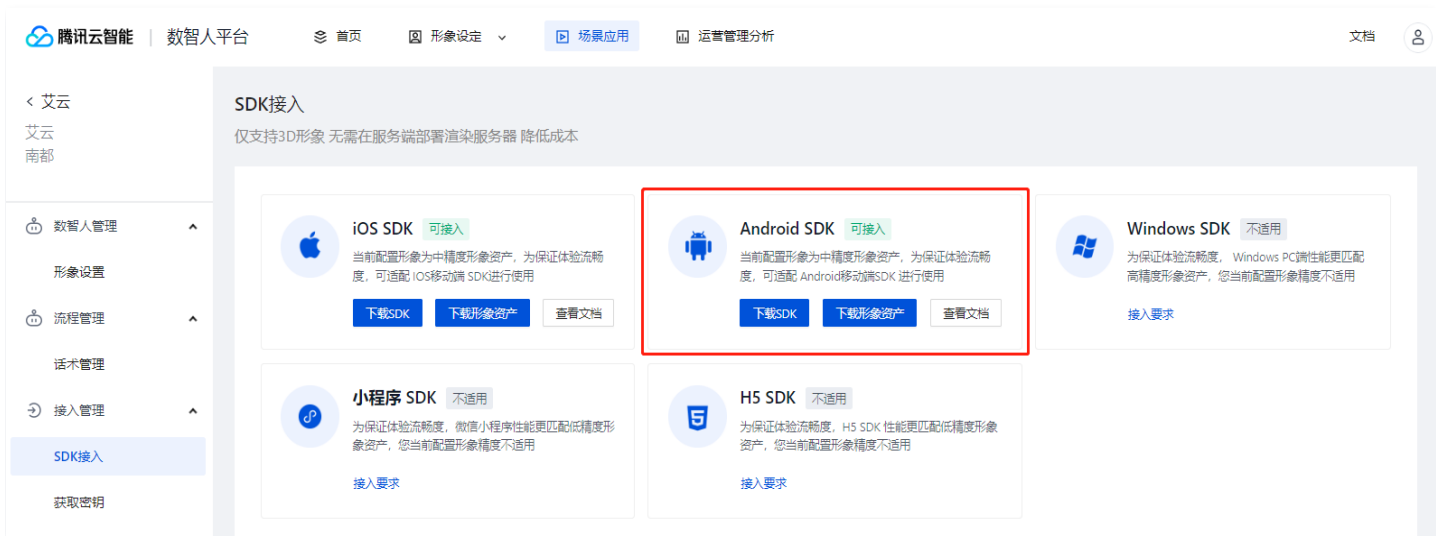 腾讯云智能 数智人平台 首页 形象设定 场景应用 运营管理分析 文档
艾云
艾云
南都
数智人管理
形象设置
流程管理
话术管理
接入管理
SDK接入
获取密钥
SDK接入
仅支持3D形象 无需在服务端部署渲染服务器 降低成本
iOS SDK 可接入
当前配置形象为中精度形象资产，为保证体验流畅
度，可适配 IOS移动端 SDK进行使用
下载SDK 下载形象资产 查看文档
Android SDK 可接入
当前配置形象为中精度形象资产，为保证体验流畅
度，可适配 Android移动端SDK 进行使用
下载SDK 下载形象资产 查看文档
Windows SDK 不适用
为保证体验流畅度， Windows PC端性能更匹配
高精度形象资产，您当前配置形象精度不适用
接入要求
小程序 SDK 不适用
为保证体验流畅度，微信小程序性能更匹配低精度形
象资产，您当前配置形象精度不适用
接入要求
H5 SDK 不适用
为保证体验流畅度，H5 SDK 性能更匹配低精度形象
资产，您当前配置形象精度不适用
接入要求